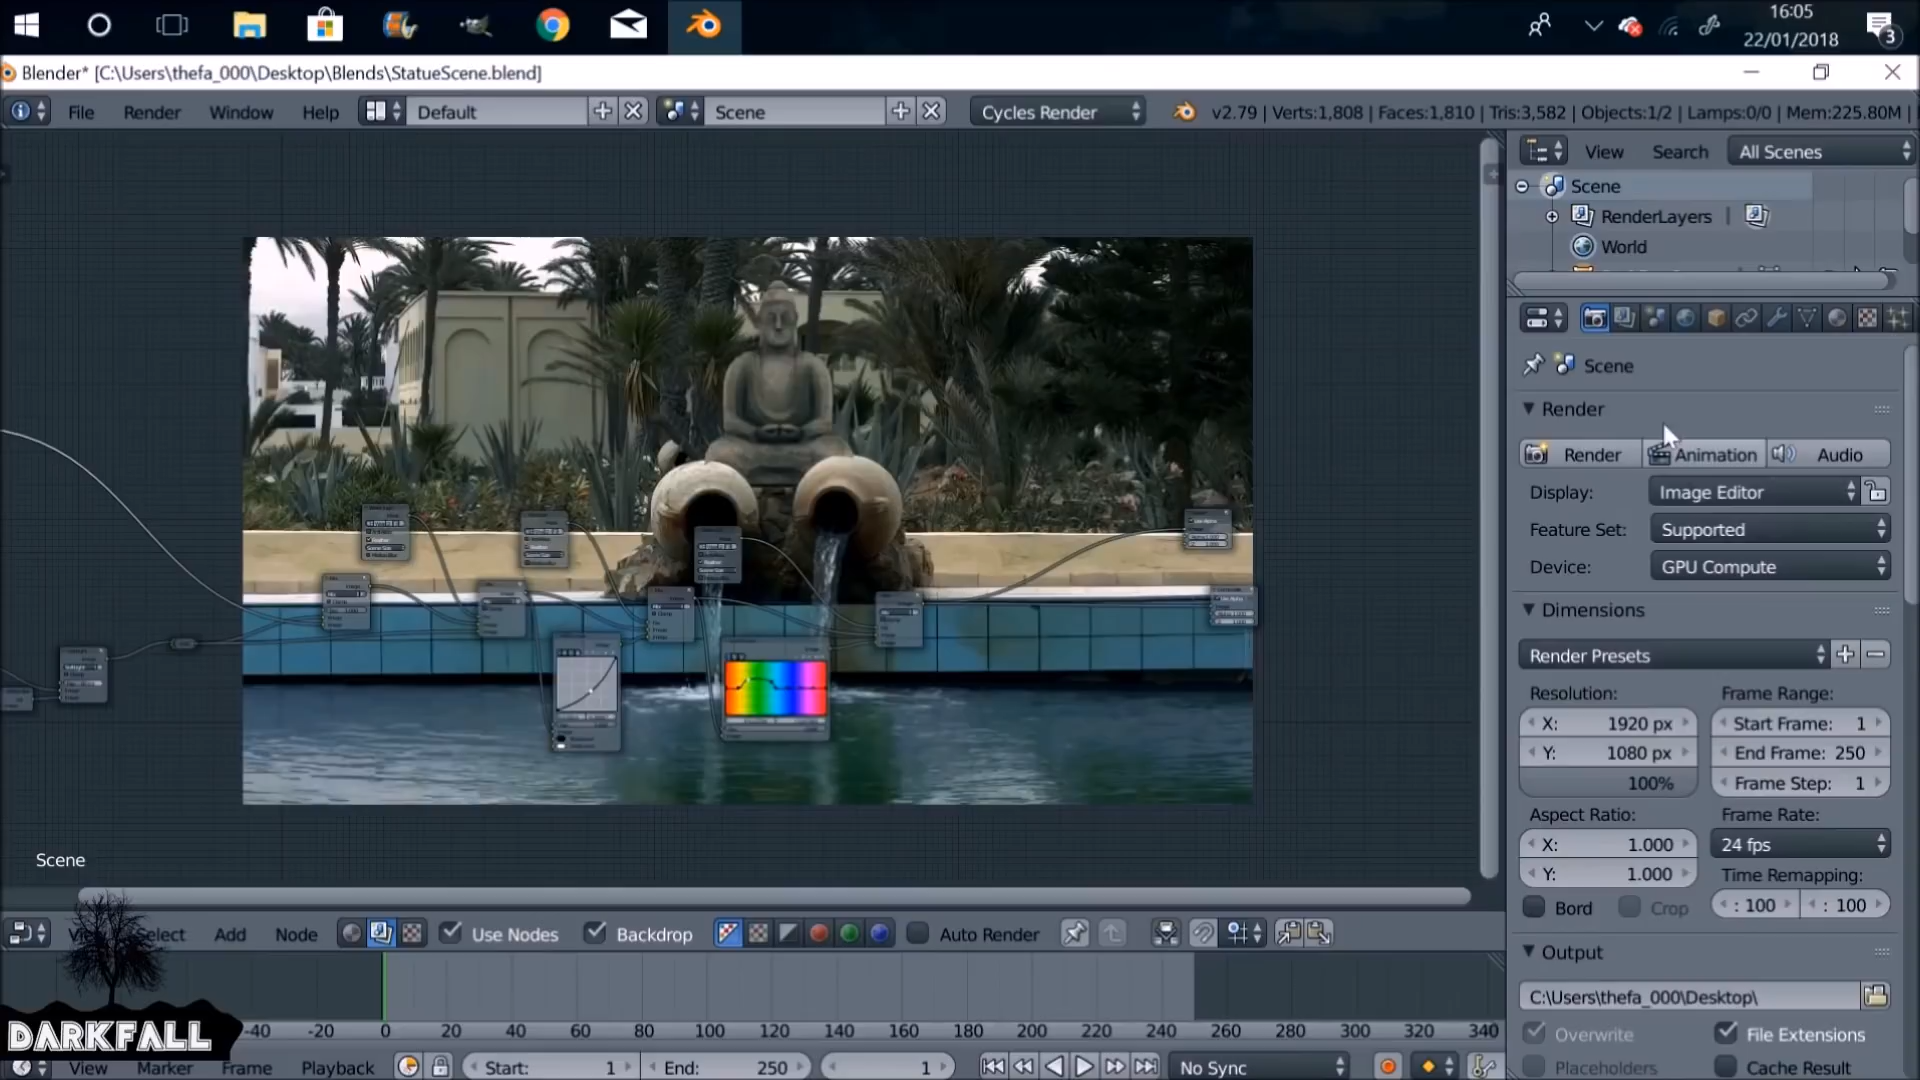 16:05
22/01/2018
3
Blender* [C:\Users\thefa_000\Desktop\Blends\StatueScene.blend]
File Render Window Help Default Scene Cycles Render v2.79 | Verts:1,808 | Faces:1,810 | Tris:3,582 | Objects:1/2 | Lamps:0/0 | Mem:225.80M |
View Search All Scenes
Scene
RenderLayers
World
Scene
Render
Render Animation Audio
Display: Image Editor
Feature Set: Supported
Device: GPU Compute
Dimensions
Render Presets
Resolution: Frame Range:
X: 1920 px Start Frame: 1
Y: 1080 px End Frame: 250
100% Frame Step: 1
Aspect Ratio: Frame Rate:
X: 1.000 24 fps
Y: 1.000 Time Remapping:
Bord Crop : 100 : 100
Output
C:\Users\thefa_000\Desktop\
Overwrite File Extensions
Placeholders Cache Result
Scene
Select Add Node Use Nodes Backdrop Auto Render
DARKFALL
-40 -20 0 20 40 60 80 100 120 140 160 180 200 220 240 260 280 300 320 340
View Marker Frame Playback Start: 1 End: 250 1 No Sync